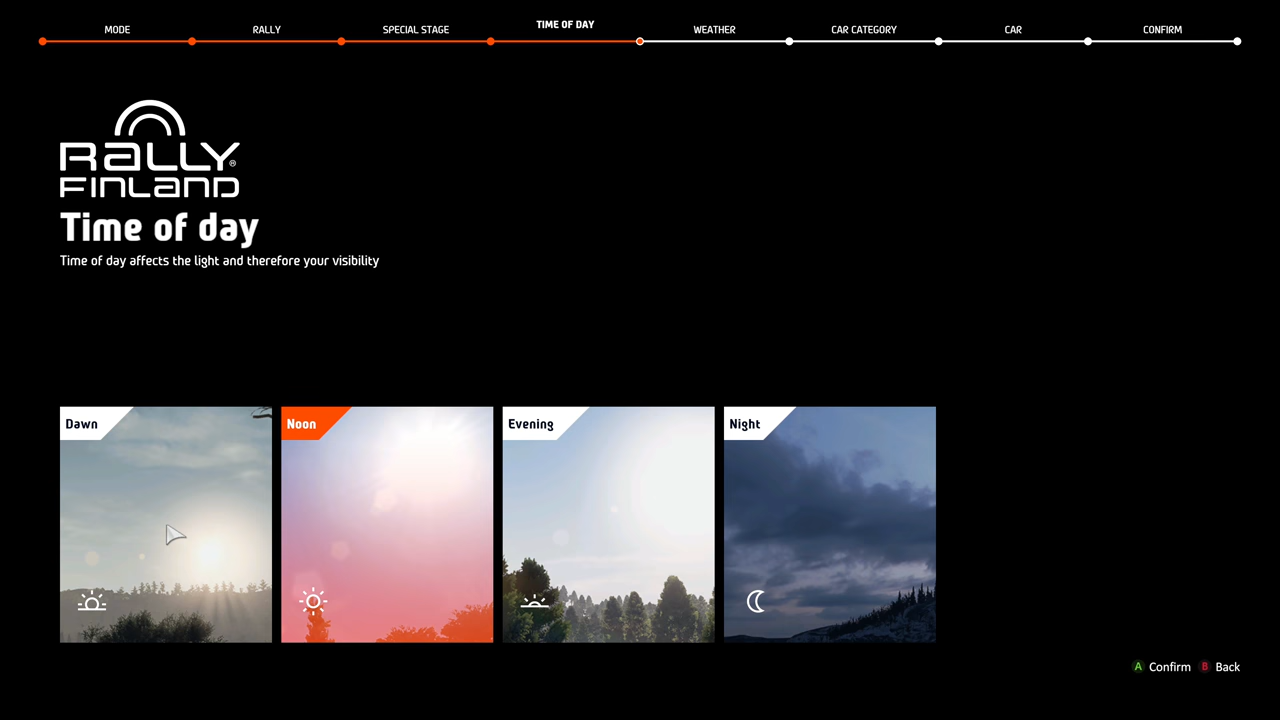 MODE
RALLY
SPECIAL STAGE
TIME OF DAY
WEATHER
CAR CATEGORY
CAR
CONFIRM
RaLLY®
FINLaND
Time of day
Time of day affects the light and therefore your visibility
Dawn
Noon
Evening
Night
A Confirm B Back